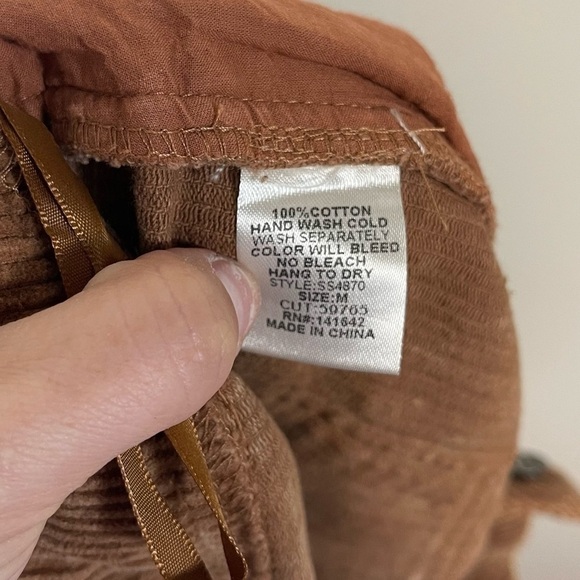 100%COTTON
HAND WASH COLD
WASH SEPARATELY
COLOR WILL BLEED
NO BLEACH
HANG TO DRY
STYLE:SS4870
SIZE:M
CUT:50765
RN#:141642
MADE IN CHINA